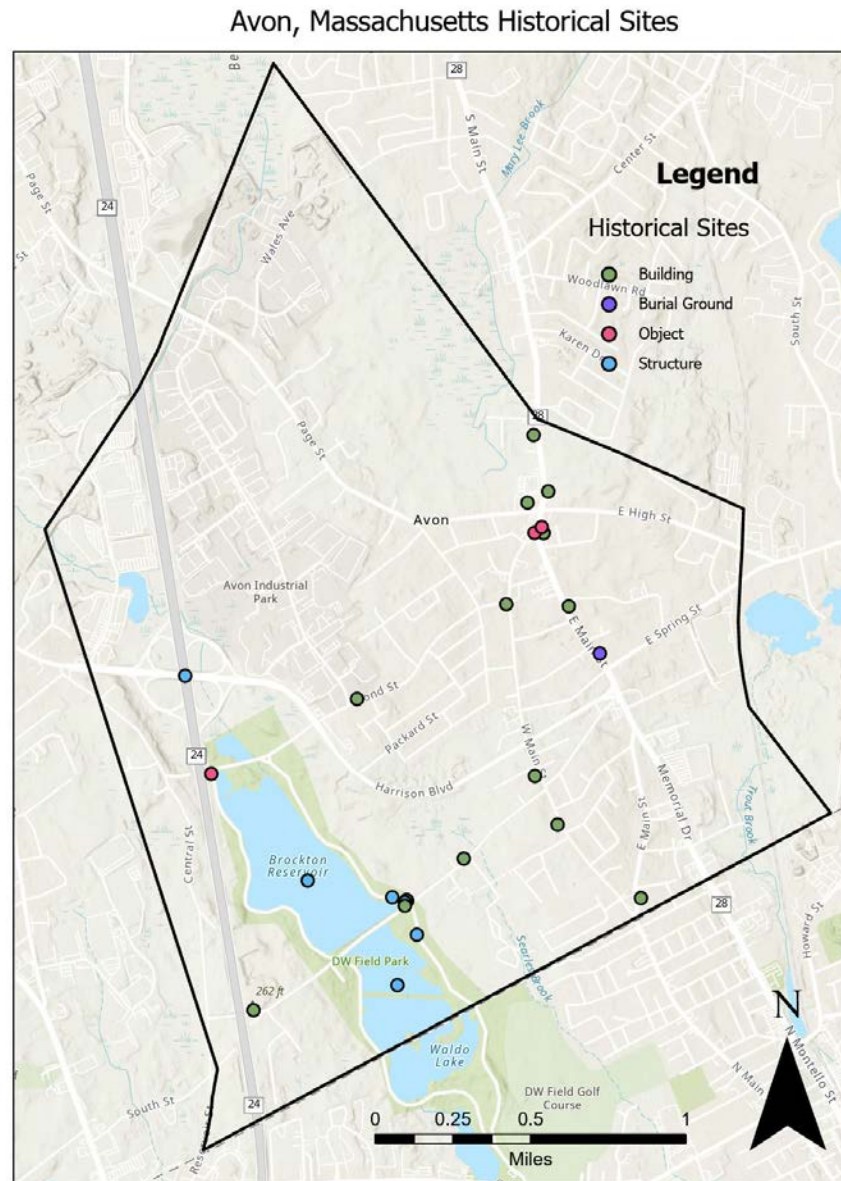 Avon, Massachusetts Historical Sites
28
S Main St
Mary Lee Brook
Center St
Legend
Historical Sites
Building
Burial Ground
Object
Structure
Page St
24
Wales Ave
Woodlawn Rd
Karen Dr
South St
28
Page St
Avon
E High St
Avon Industrial
Park
E Main St
E Spring St
Pond St
Packard St
W Main St
24
Harrison Blvd
Memorial Dr
Trout Brook
E Main St
Central St
Brockton
Reservoir
28
Howard St
DW Field Park
Searles Brook
262 ft
N
Waldo
Lake
N Montello St
N Main
DW Field Golf
Course
South St
24
0 0.25 0.5 1
Miles